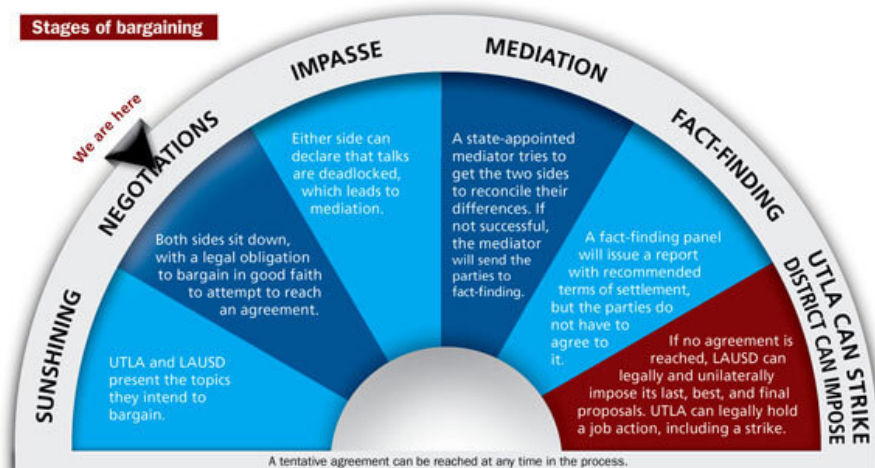 Stages of bargaining
We are here
SUNSHINING
UTLA and LAUSD
present the topics
they intend to
bargain.
NEGOTIATIONS
Both sides sit down,
with a legal obligation
to bargain in good faith
to attempt to reach
an agreement.
IMPASSE
Either side can
declare that talks
are deadlocked,
which leads to
mediation.
MEDIATION
A state-appointed
mediator tries to
get the two sides
to reconcile their
differences. If
not successful,
the mediator
will send the
parties to
fact-finding.
FACT-FINDING
A fact-finding panel
will issue a report
with recommended
terms of settlement,
but the parties do
not have to
agree to
it.
UTLA CAN STRIKE
DISTRICT CAN IMPOSE
If no agreement is
reached, LAUSD can
legally and unilaterally
impose its last, best, and final
proposals. UTLA can legally hold
a job action, including a strike.
A tentative agreement can be reached at any time in the process.